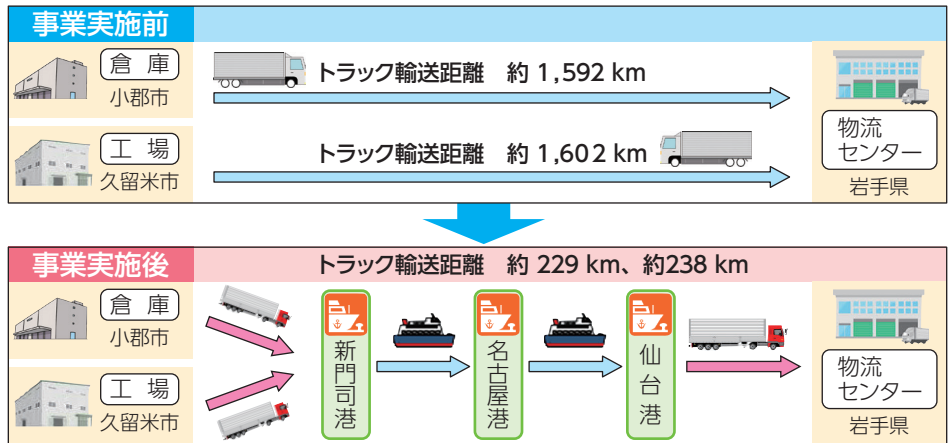 事業実施前
倉 庫
小郡市
トラック輸送距離 約 1,592 km
工 場
久留米市
トラック輸送距離 約 1,602 km
物流
センター
岩手県
事業実施後
トラック輸送距離 約 229 km、約238 km
倉 庫
小郡市
工 場
久留米市
新門司港
名古屋港
仙台港
物流
センター
岩手県